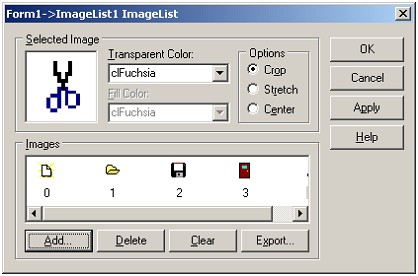 Form1->ImageList1 ImageList
Selected Image
Transparent Color:
clFuchsia
Fill Color:
clFuchsia
Options
Crop
Stretch
Center
OK
Cancel
Apply
Help
Images
0 1 2 3
Add... Delete Clear Export...